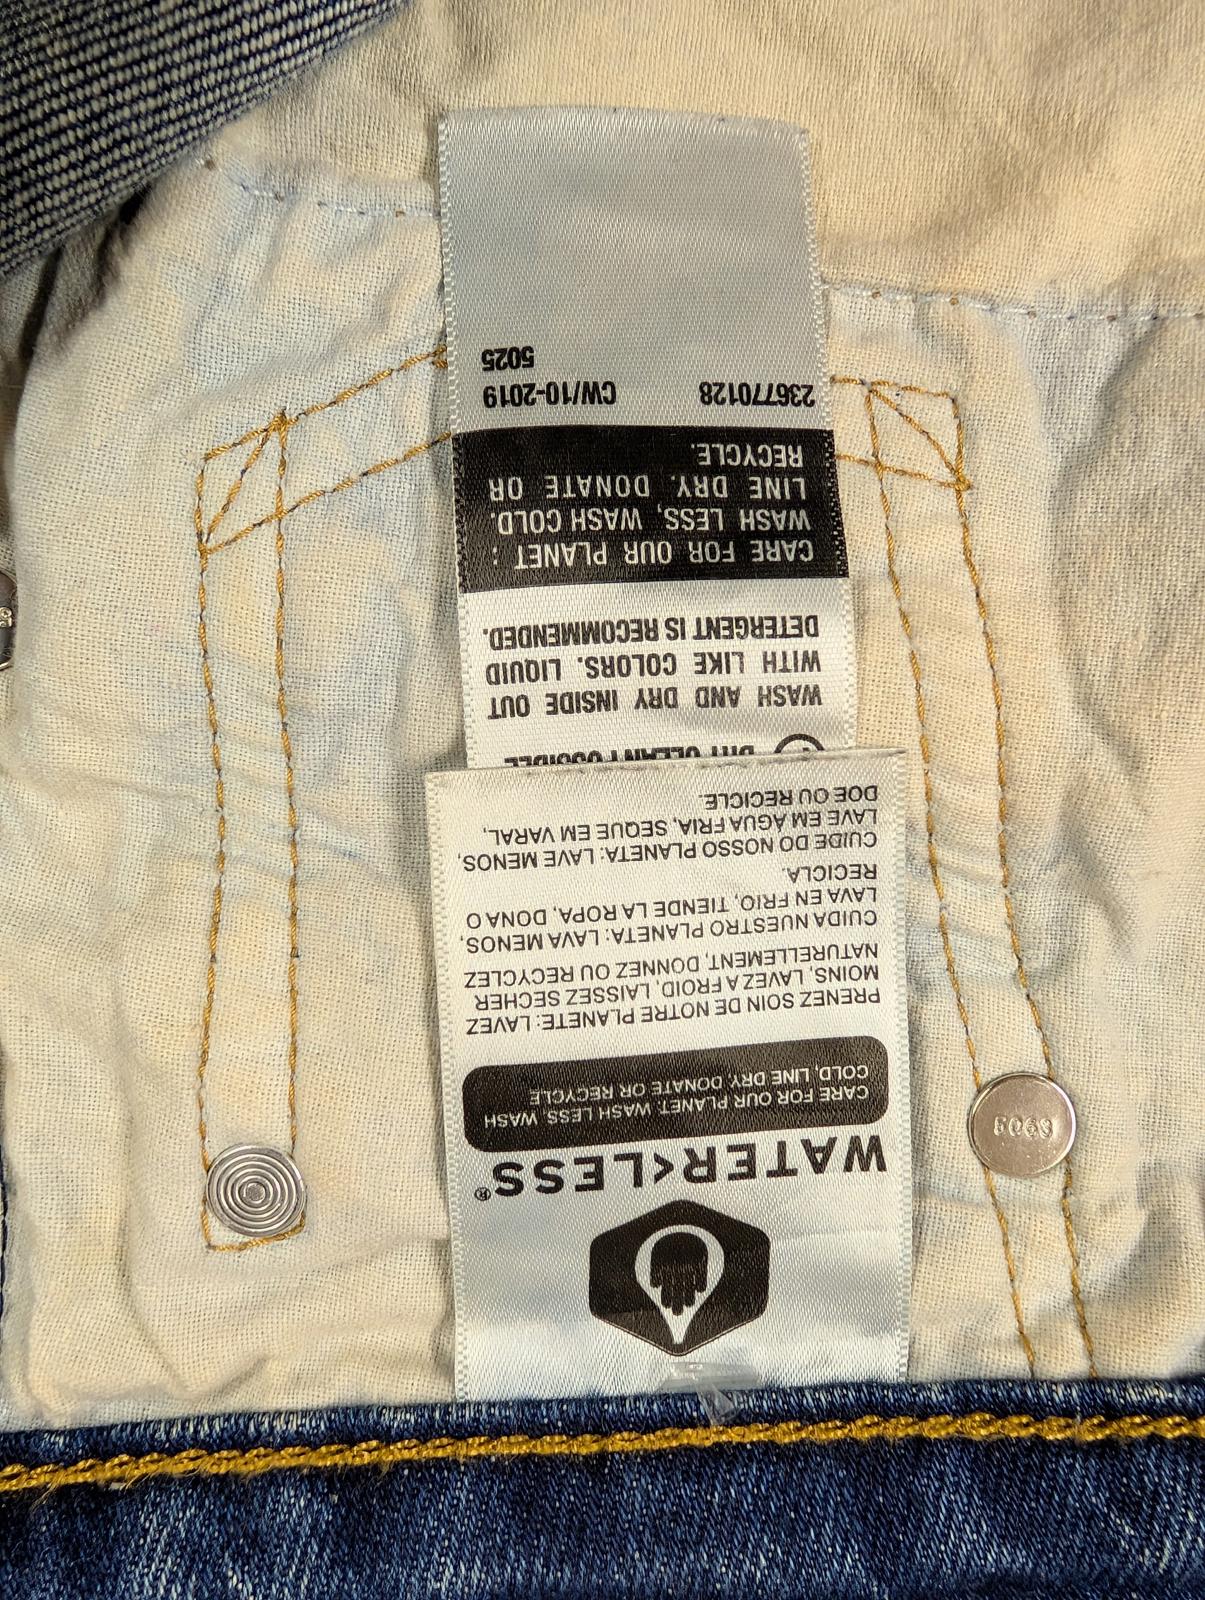 WATER<LESS®
CARE FOR OUR PLANET: WASH LESS, WASH
COLD, LINE DRY, DONATE OR RECYCLE
PRENEZ SOIN DE NOTRE PLANETE: LAVEZ
MOINS, LAVEZ A FROID, LAISSEZ SECHER
NATURELLEMENT, DONNEZ OU RECYCLEZ
CUIDA NUESTRO PLANETA: LAVA MENOS,
LAVA EN FRIO, TIENDE LA ROPA, DONA O
RECICLA.
CUIDE DO NOSSO PLANETA: LAVE MENOS,
LAVE EM AGUA FRIA, SEQUE EM VARAL,
DOE OU RECICLE.
DRY CLEAN POSSIBLE
WASH AND DRY INSIDE OUT
WITH LIKE COLORS. LIQUID
DETERGENT IS RECOMMENDED.
CARE FOR OUR PLANET :
WASH LESS, WASH COLD.
LINE DRY. DONATE OR
RECYCLE.
236770128 CW/10-2019
5025